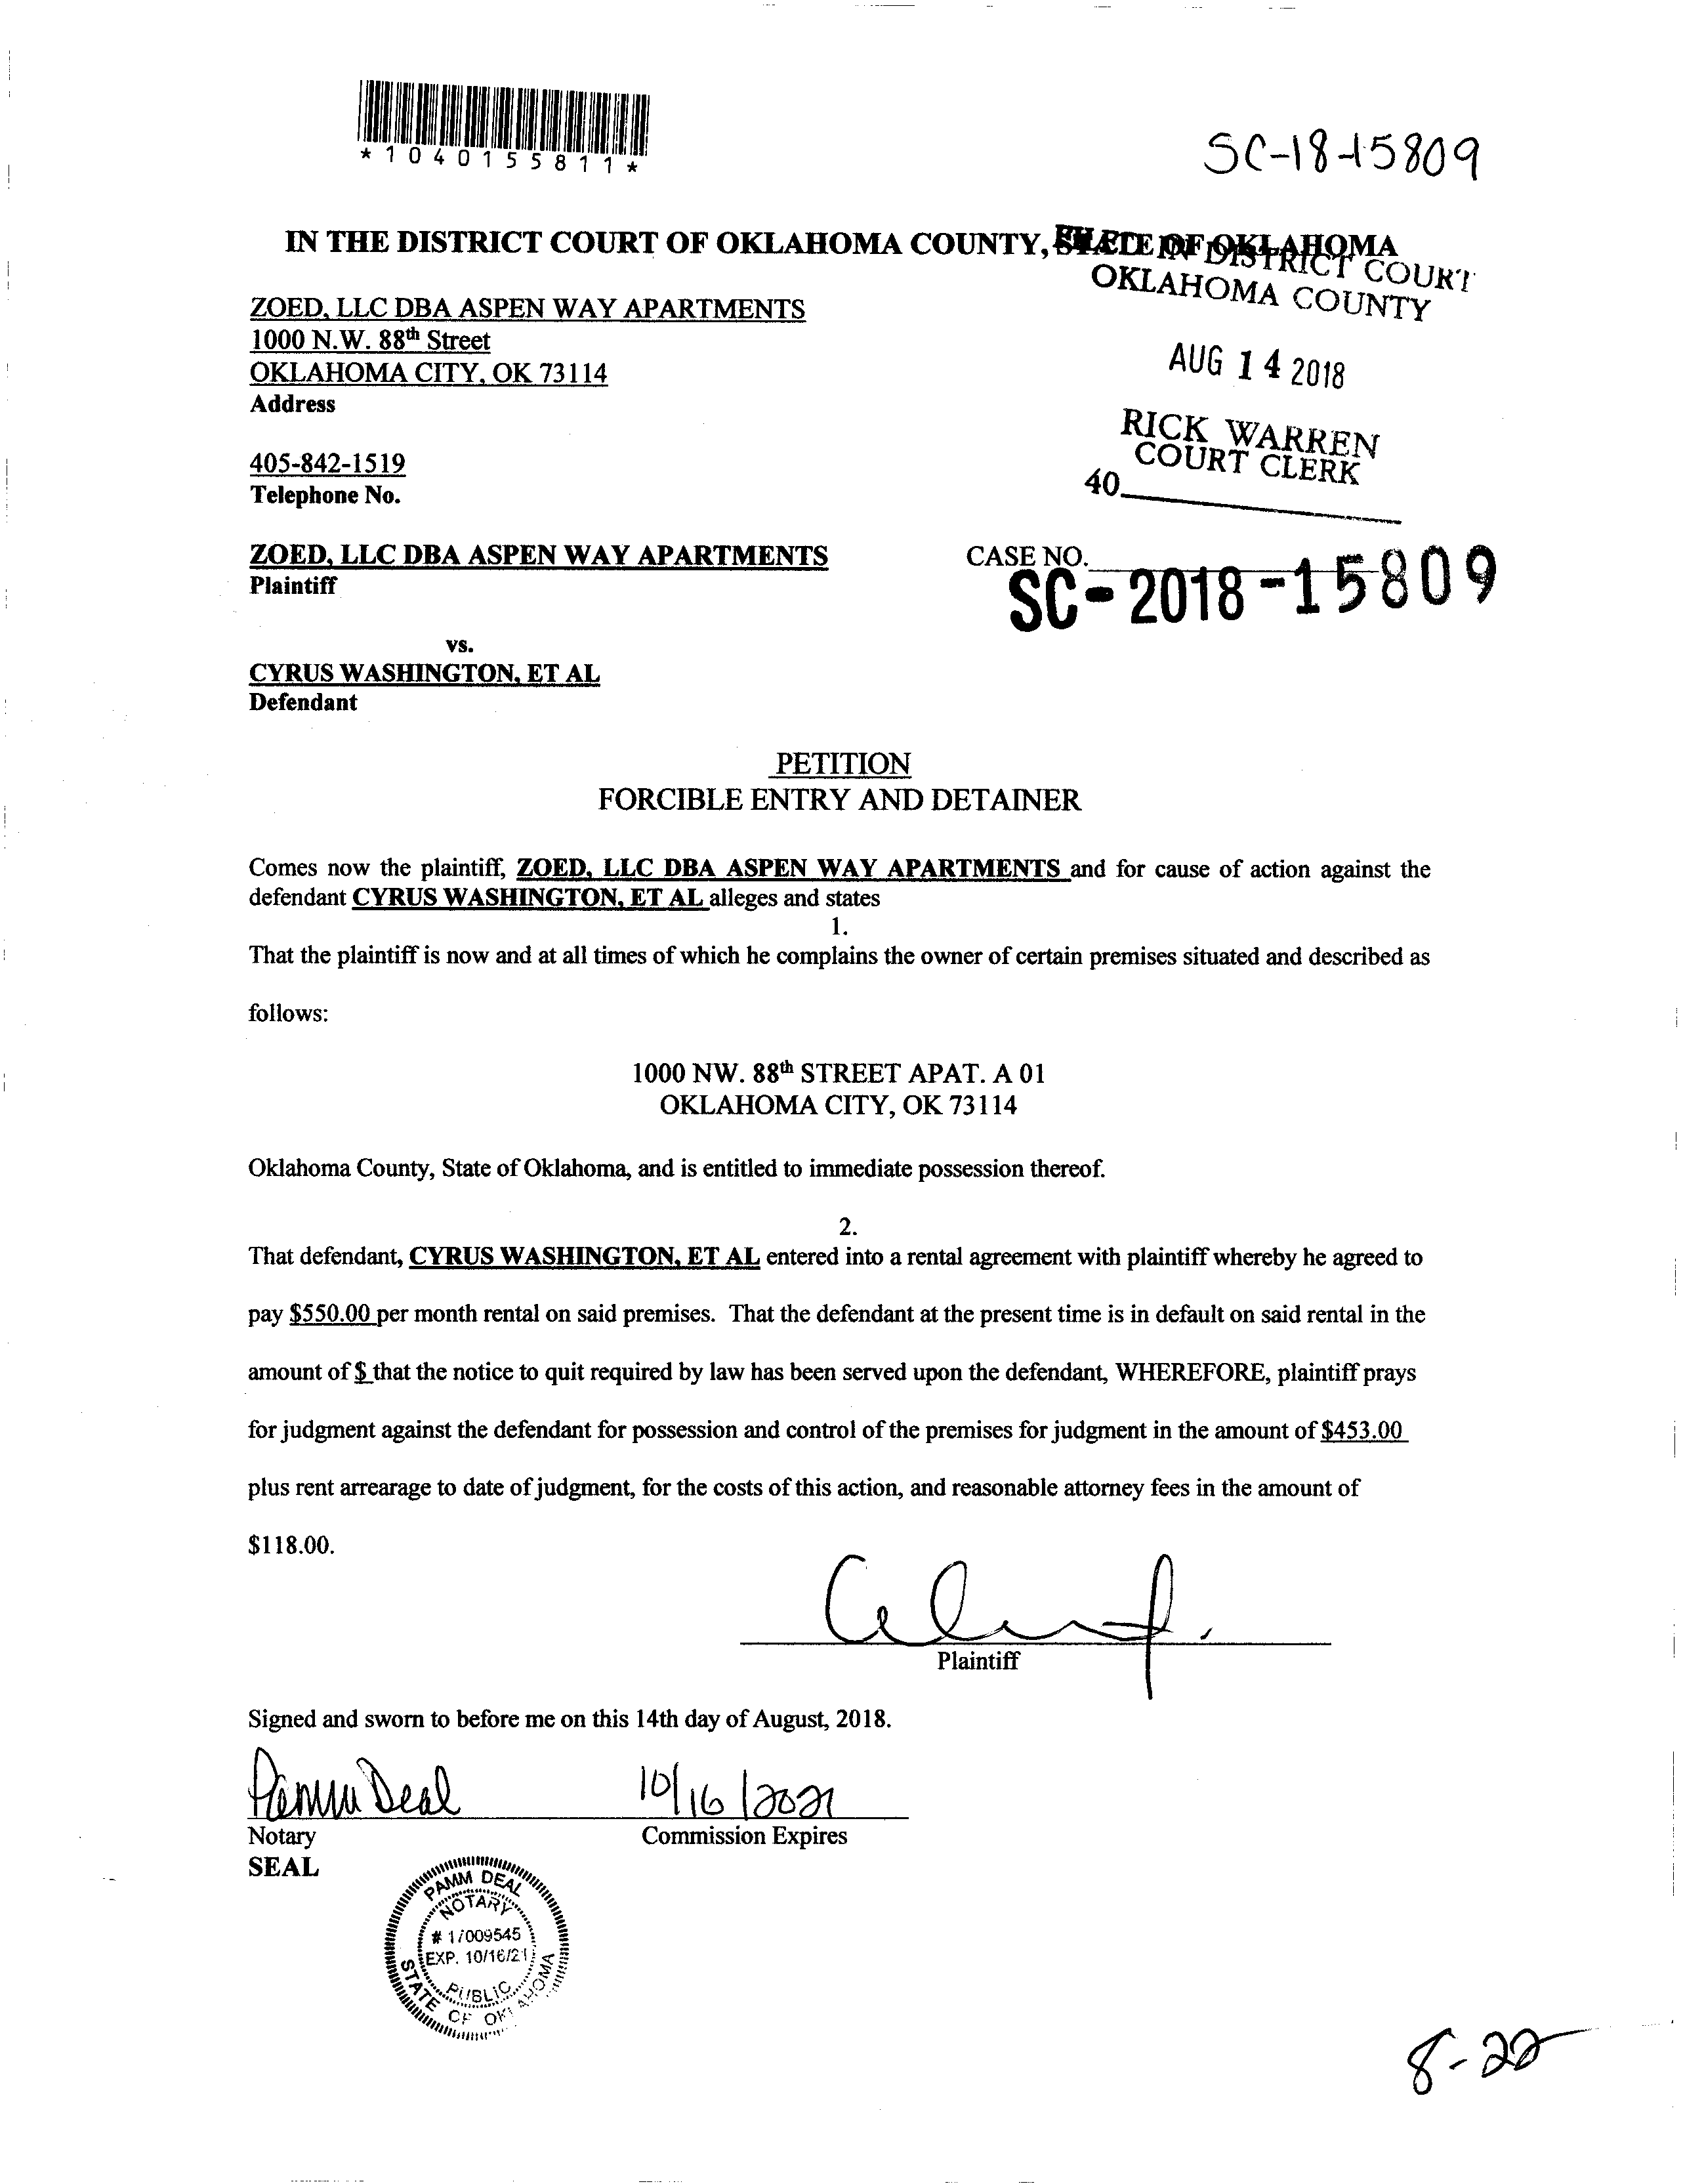 *1040155811*
SC-18-15809
IN THE DISTRICT COURT OF OKLAHOMA COUNTY, STATE OF OKLAHOMA
FILED IN DISTRICT COURT
OKLAHOMA COUNTY
ZOED, LLC DBA ASPEN WAY APARTMENTS
1000 N.W. 88th Street
OKLAHOMA CITY, OK 73114
Address
AUG 14 2018
RICK WARREN
COURT CLERK
40
405-842-1519
Telephone No.
ZOED, LLC DBA ASPEN WAY APARTMENTS
Plaintiff
CASE NO.
SC-2018-15809
vs.
CYRUS WASHINGTON, ET AL
Defendant
PETITION
FORCIBLE ENTRY AND DETAINER
Comes now the plaintiff, ZOED, LLC DBA ASPEN WAY APARTMENTS and for cause of action against the
defendant CYRUS WASHINGTON, ET AL alleges and states
1.
That the plaintiff is now and at all times of which he complains the owner of certain premises situated and described as
follows:
1000 NW. 88th STREET APAT. A 01
OKLAHOMA CITY, OK 73114
Oklahoma County, State of Oklahoma, and is entitled to immediate possession thereof.
2.
That defendant, CYRUS WASHINGTON, ET AL entered into a rental agreement with plaintiff whereby he agreed to
pay $550.00 per month rental on said premises. That the defendant at the present time is in default on said rental in the
amount of $ that the notice to quit required by law has been served upon the defendant, WHEREFORE, plaintiff prays
for judgment against the defendant for possession and control of the premises for judgment in the amount of $453.00
plus rent arrearage to date of judgment, for the costs of this action, and reasonable attorney fees in the amount of
$118.00.
Plaintiff
Signed and sworn to before me on this 14th day of August, 2018.
Pamm Deal
10/16/2021
Notary
Commission Expires
SEAL
PAMM DEAL
NOTARY
# 17009545
EXP. 10/16/21
PUBLIC
STATE OF OKLAHOMA
8-22